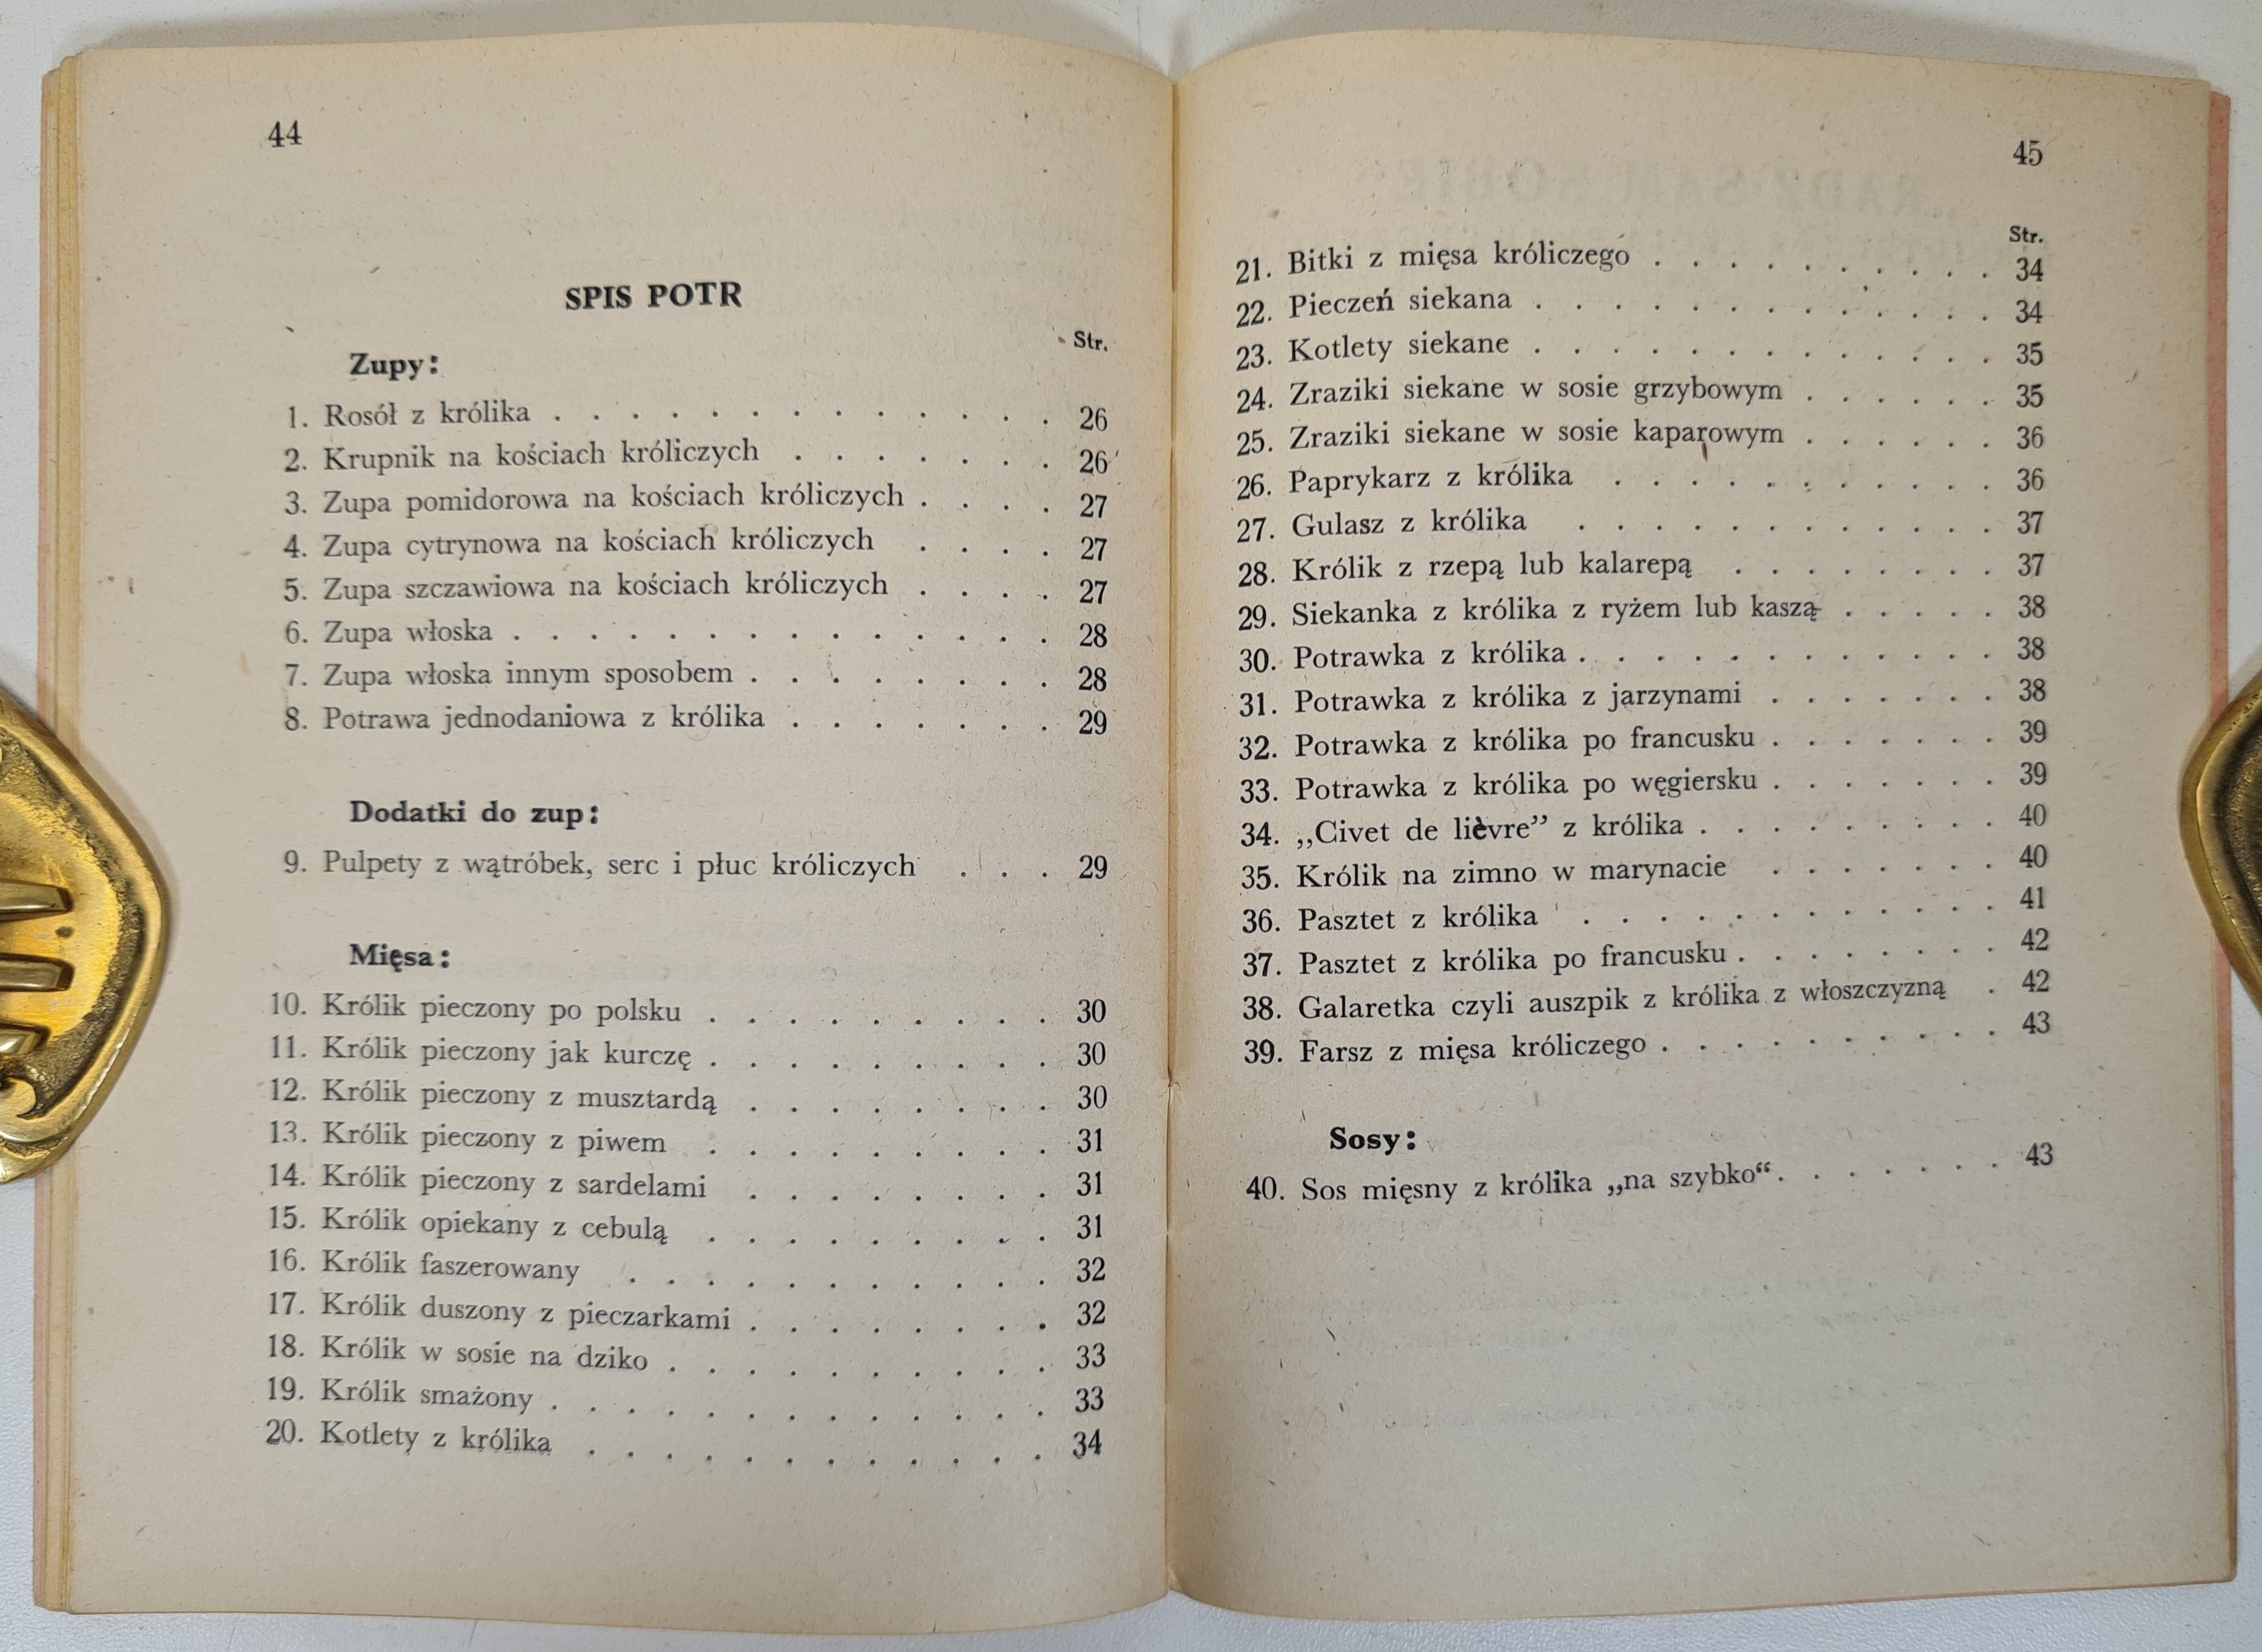 44
SPIS POTR
Str.
Zupy:
1. Rosół z królika . . . . . . . . . . . . . 26
2. Krupnik na kościach króliczych . . . . . . . 26
3. Zupa pomidorowa na kościach króliczych . . . . 27
4. Zupa cytrynowa na kościach króliczych . . . . 27
5. Zupa szczawiowa na kościach króliczych . . . . 27
6. Zupa włoska . . . . . . . . . . . . . . 28
7. Zupa włoska innym sposobem . . . . . . . . 28
8. Potrawa jednodaniowa z królika . . . . . . . 29
Dodatki do zup:
9. Pulpety z wątróbek, serc i płuc króliczych . . . 29
Mięsa:
10. Królik pieczony po polsku . . . . . . . . . 30
11. Królik pieczony jak kurczę . . . . . . . . . 30
12. Królik pieczony z musztardą . . . . . . . . 30
13. Królik pieczony z piwem . . . . . . . . . 31
14. Królik pieczony z sardelami . . . . . . . . 31
15. Królik opiekany z cebulą . . . . . . . . . 31
16. Królik faszerowany . . . . . . . . . . . 32
17. Królik duszony z pieczarkami . . . . . . . . 32
18. Królik w sosie na dziko . . . . . . . . . . 33
19. Królik smażony . . . . . . . . . . . . . 33
20. Kotlety z królika . . . . . . . . . . . . 34
45
Str.
21. Bitki z mięsa króliczego . . . . . . . . . . 34
22. Pieczeń siekana . . . . . . . . . . . . . 34
23. Kotlety siekane . . . . . . . . . . . . . 35
24. Zraziki siekane w sosie grzybowym . . . . . . 35
25. Zraziki siekane w sosie kaparowym . . . . . . 36
26. Paprykarz z królika . . . . . . . . . . . 36
27. Gulasz z królika . . . . . . . . . . . . 37
28. Królik z rzepą lub kalarepą . . . . . . . . 37
29. Siekanka z królika z ryżem lub kaszą . . . . . 38
30. Potrawka z królika . . . . . . . . . . . . 38
31. Potrawka z królika z jarzynami . . . . . . . 38
32. Potrawka z królika po francusku . . . . . . . 39
33. Potrawka z królika po węgiersku . . . . . . . 39
34. „Civet de lièvre” z królika . . . . . . . . . 40
35. Królik na zimno w marynacie . . . . . . . 40
36. Pasztet z królika . . . . . . . . . . . . 41
37. Pasztet z królika po francusku . . . . . . . . 42
38. Galaretka czyli auszpik z królika z włoszczyzną . 42
39. Farsz z mięsa króliczego . . . . . . . . . . 43
Sosy:
40. Sos mięsny z królika „na szybko“ . . . . . . . 43